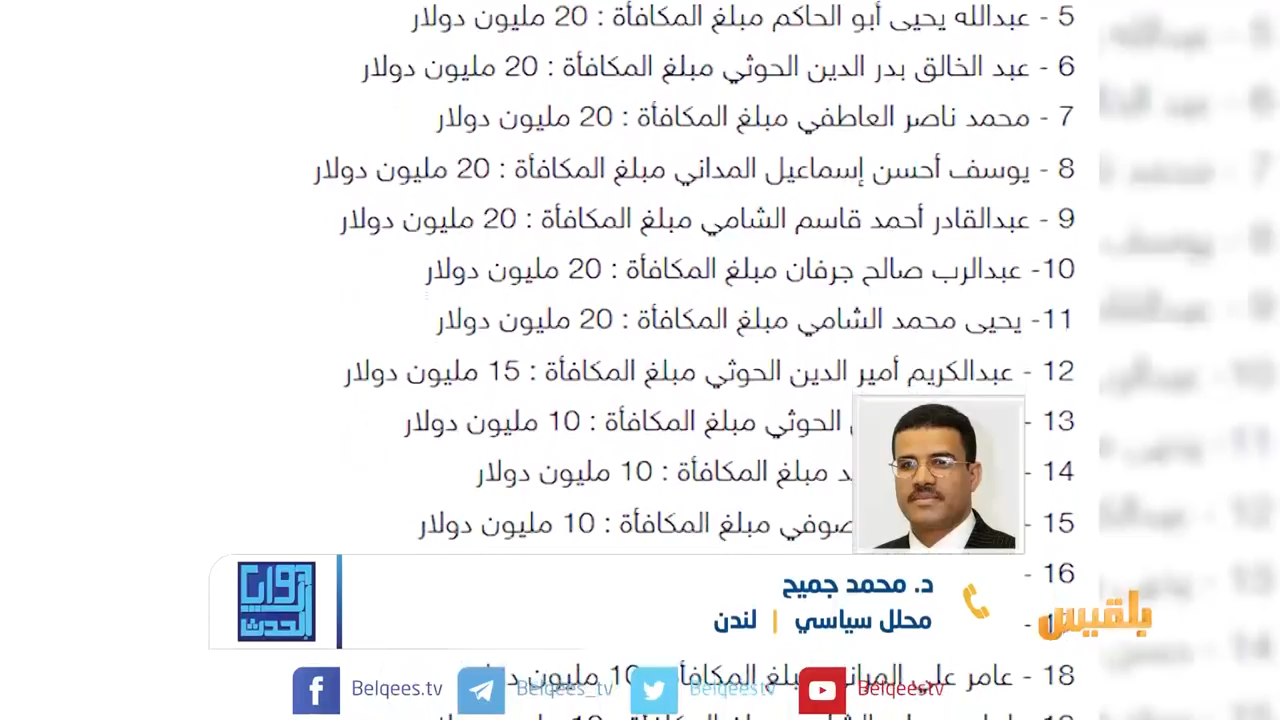 5 - عبدالله يحيى أبو الحاكم مبلغ المكافأة : 20 مليون دولار
6 - عبد الخالق بدر الدين الحوثي مبلغ المكافأة : 20 مليون دولار
7 - محمد ناصر العاطفي مبلغ المكافأة : 20 مليون دولار
8 - يوسف أحسن إسماعيل المداني مبلغ المكافأة : 20 مليون دولار
9 - عبدالقادر أحمد قاسم الشامي مبلغ المكافأة : 20 مليون دولار
10- عبدالرب صالح جرفان مبلغ المكافأة : 20 مليون دولار
11- يحيى محمد الشامي مبلغ المكافأة : 20 مليون دولار
12 - عبدالكريم أمير الدين الحوثي مبلغ المكافأة : 15 مليون دولار
13 - الحوثي مبلغ المكافأة : 10 مليون دولار
14 - مبلغ المكافأة : 10 مليون دولار
15 - مبلغ المكافأة : 10 مليون دولار
16 -
د. محمد جميح
محلل سياسي | لندن
زوايا الحدث
بلقيس
18 - عامر علي المراني مبلغ المكافأة 10 مليون دولار
Belqees.tv
Belqees_tv
Belqeestv
Belqeestv